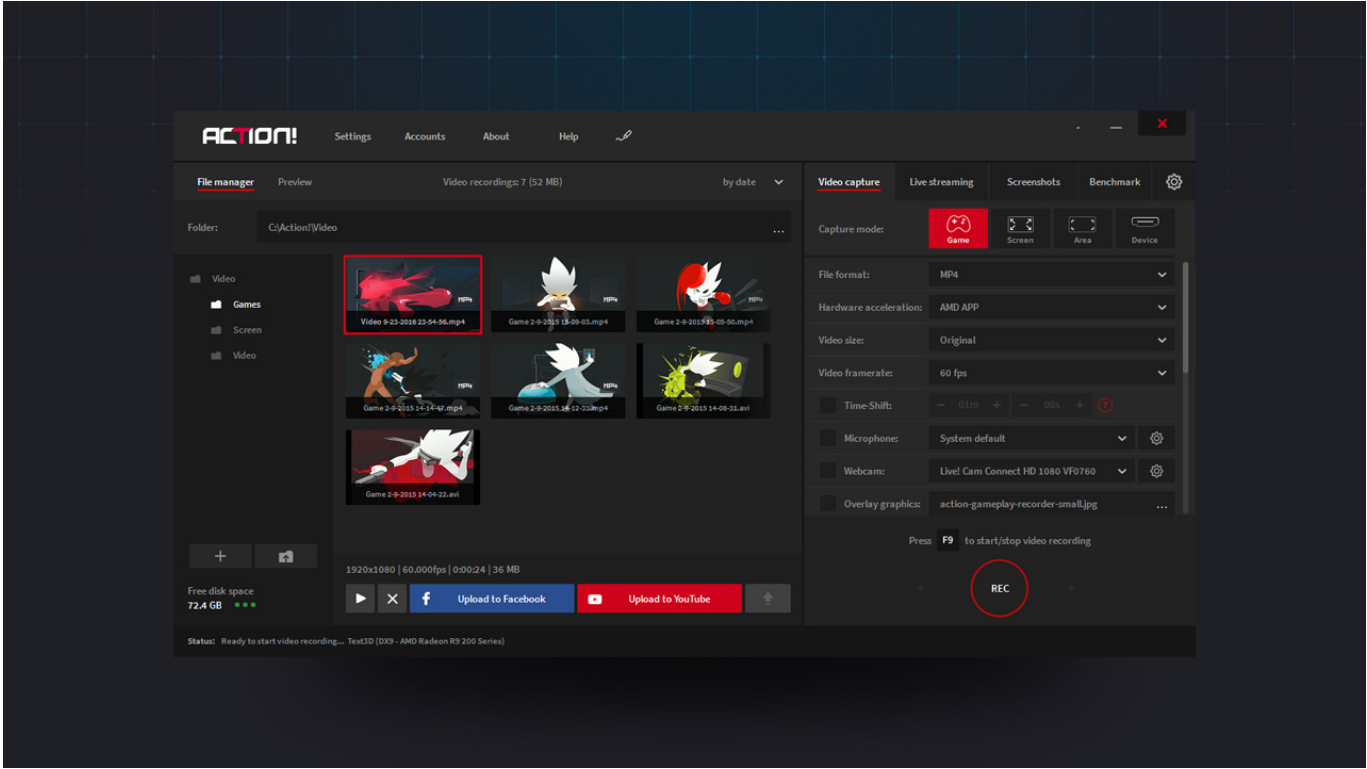 ACTION! Settings Accounts About Help
File manager Preview Video recordings: 7 (52 MB) by date
Folder: C:\Action!\Video ...
Video
Games
Screen
Video
MP4 MP4 MP4
Video 9-23-2016 23-54-56.mp4 Game 2-9-2015 15-09-03.mp4 Game 2-9-2015 15-05-50.mp4
MP4 MP4
Game 2-9-2015 14-14-47.mp4 Game 2-9-2015 14-12-33.mp4 Game 2-9-2015 14-08-31.avi
Game 2-9-2015 14-04-22.avi
Free disk space
72.4 GB
1920x1080 | 60.000fps | 0:00:24 | 36 MB
Upload to Facebook Upload to YouTube
Video capture Live streaming Screenshots Benchmark
Capture mode: Game Screen Area Device
File format: MP4
Hardware acceleration: AMD APP
Video size: Original
Video framerate: 60 fps
Time-Shift: - 01m + - 00s +
Microphone: System default
Webcam: Live! Cam Connect HD 1080 VF0760
Overlay graphics: action-gameplay-recorder-small.jpg ...
Press F9 to start/stop video recording
REC
Status: Ready to start video recording... Text3D (DX9 - AMD Radeon R9 200 Series)